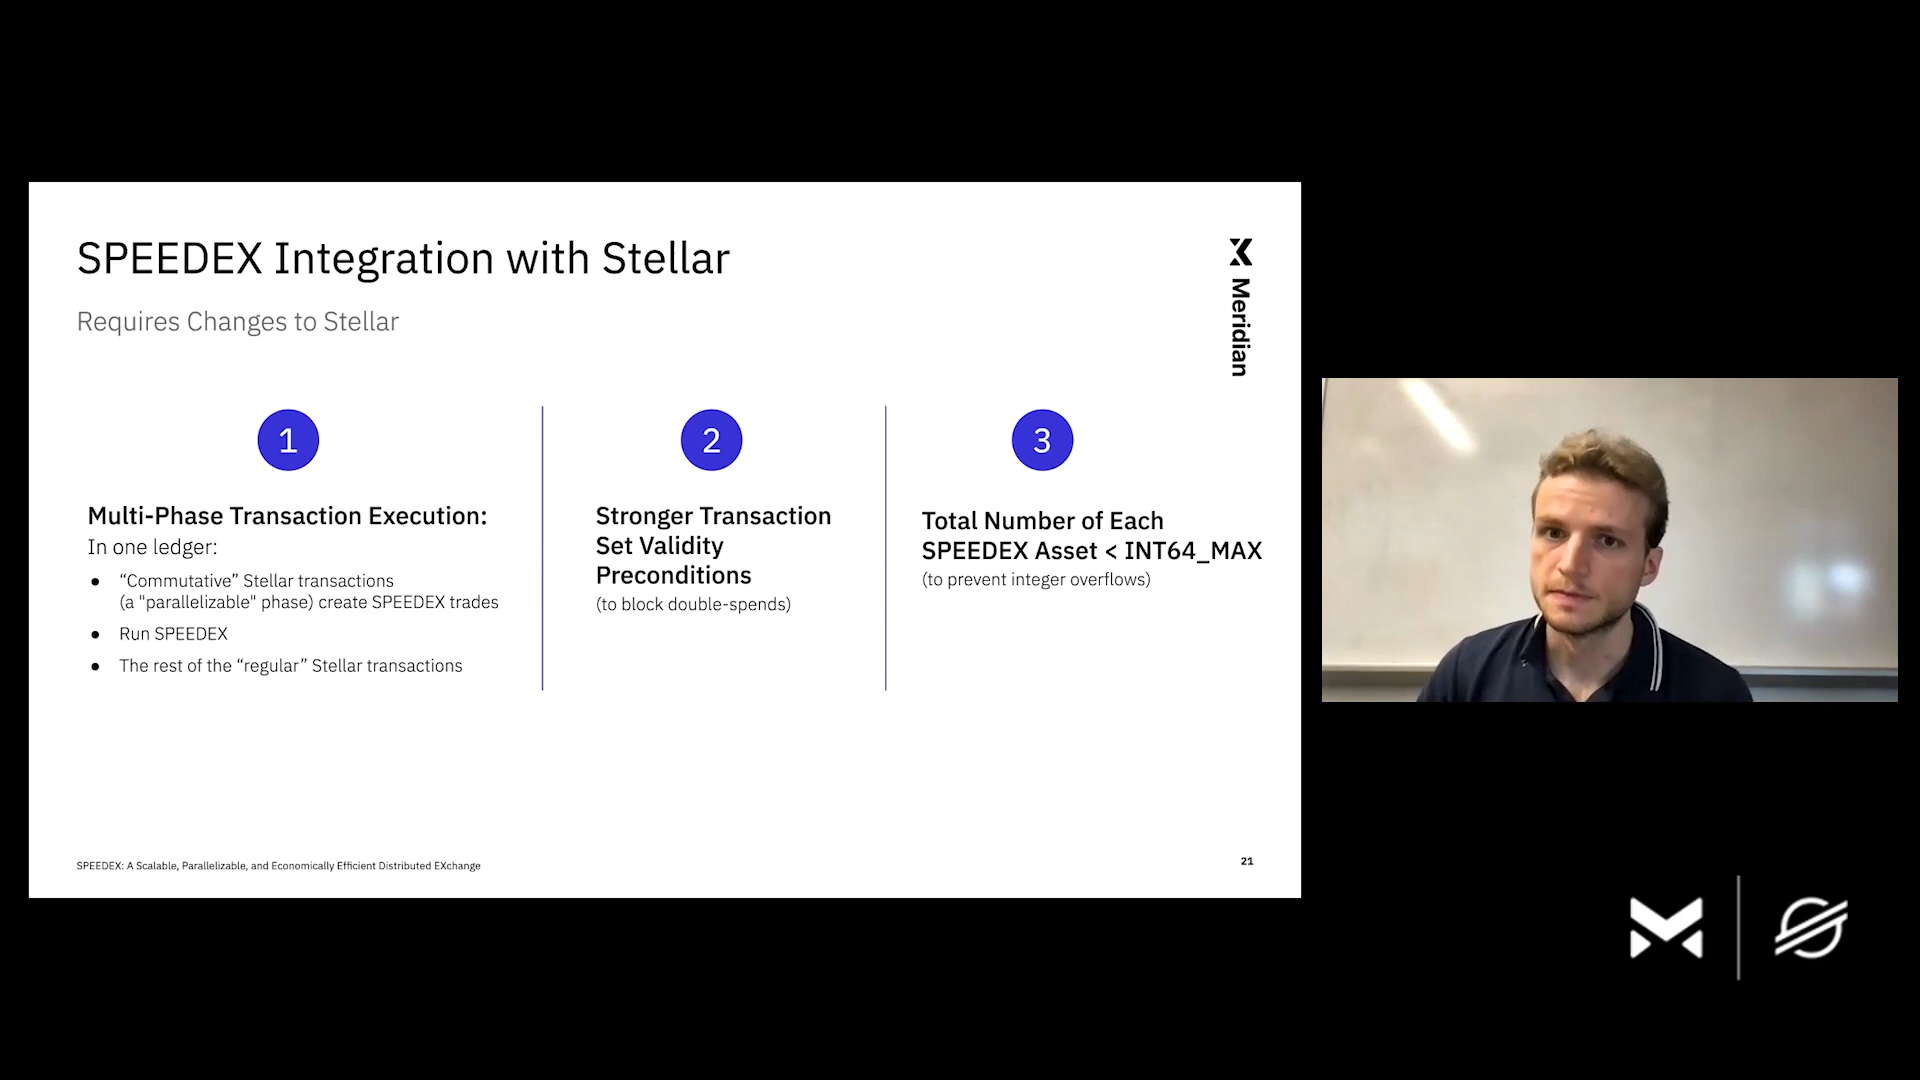 SPEEDEX Integration with Stellar
Requires Changes to Stellar
Meridian
1
Multi-Phase Transaction Execution:
In one ledger:
● “Commutative” Stellar transactions
(a "parallelizable" phase) create SPEEDEX trades
● Run SPEEDEX
● The rest of the “regular” Stellar transactions
2
Stronger Transaction
Set Validity
Preconditions
(to block double-spends)
3
Total Number of Each
SPEEDEX Asset < INT64_MAX
(to prevent integer overflows)
SPEEDEX: A Scalable, Parallelizable, and Economically Efficient Distributed EXchange
21